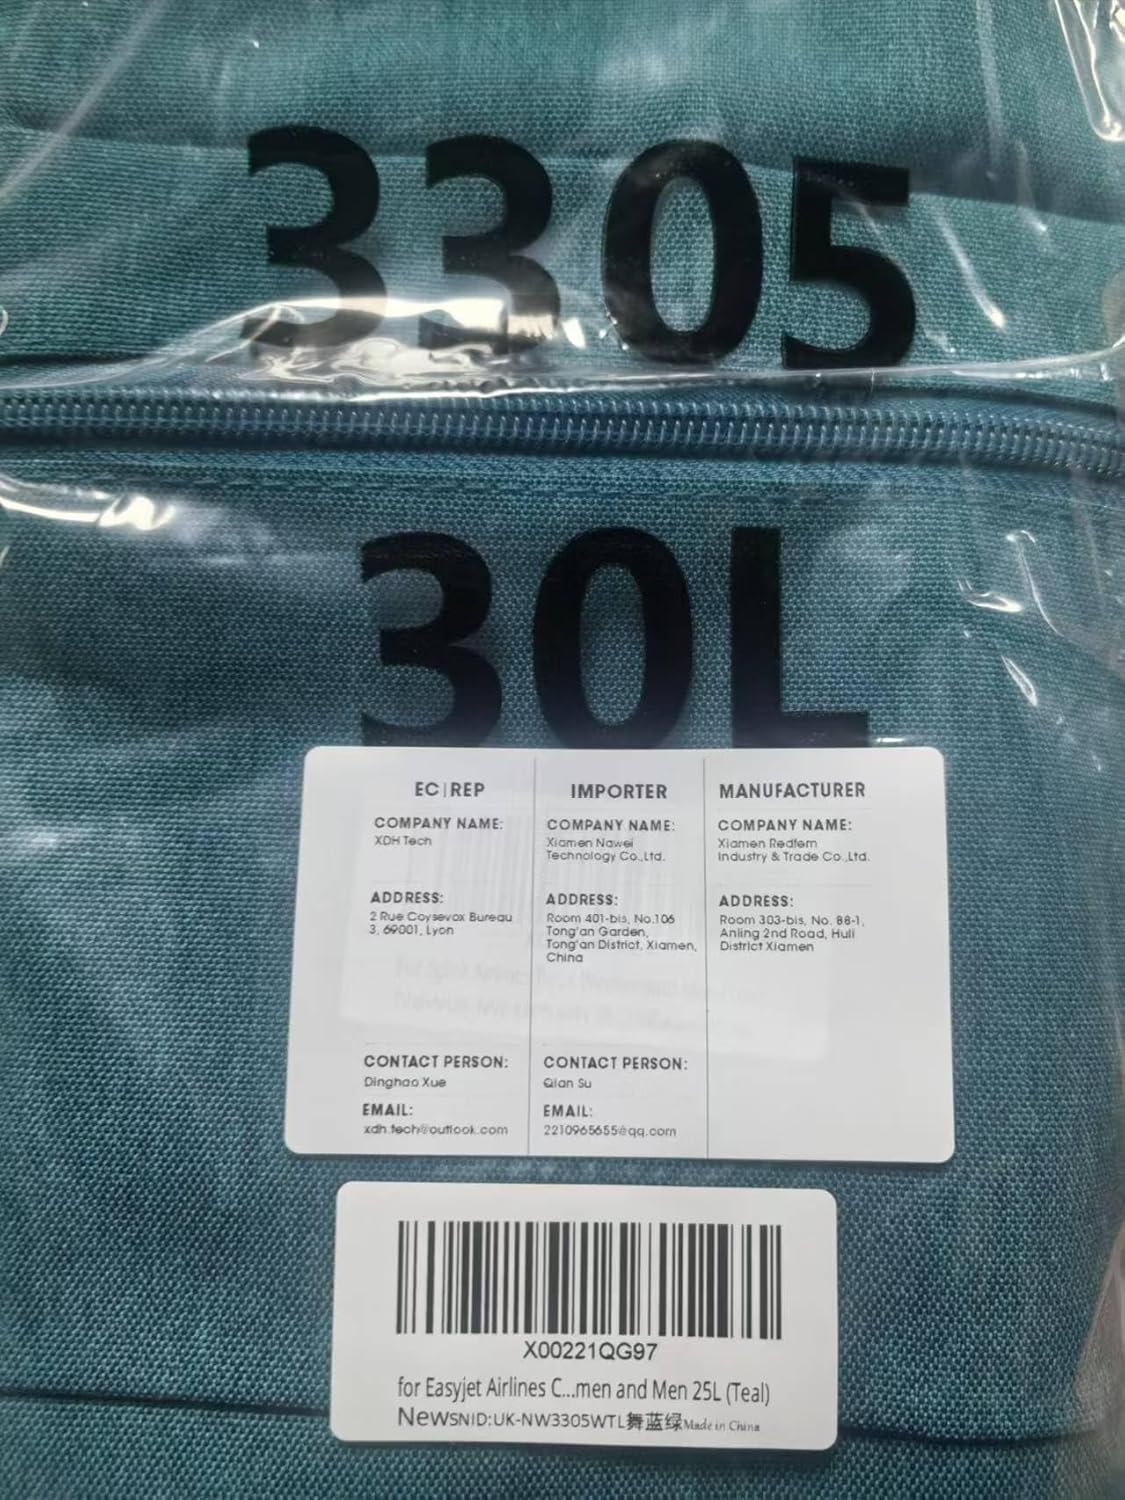 3305
30L
EC|REP
COMPANY NAME:
XDH Tech
ADDRESS:
2 Rue Coysevox Bureau
3, 69001, Lyon
CONTACT PERSON:
Dinghao Xue
EMAIL:
xdh.tech@outlook.com
IMPORTER
COMPANY NAME:
Xiamen Nawei
Technology Co.,Ltd.
ADDRESS:
Room 401-bis, No.106
Tong'an Garden,
Tong'an District, Xiamen,
China
CONTACT PERSON:
Qian Su
EMAIL:
2210965655@qq.com
MANUFACTURER
COMPANY NAME:
Xiamen Redfern
Industry & Trade Co.,Ltd.
ADDRESS:
Room 303-bis, No. 88-1,
Anling 2nd Road, Huli
District Xiamen
X00221QG97
for Easyjet Airlines C...men and Men 25L (Teal)
NewSNID:UK-NW3305WTL舞蓝绿Made in China